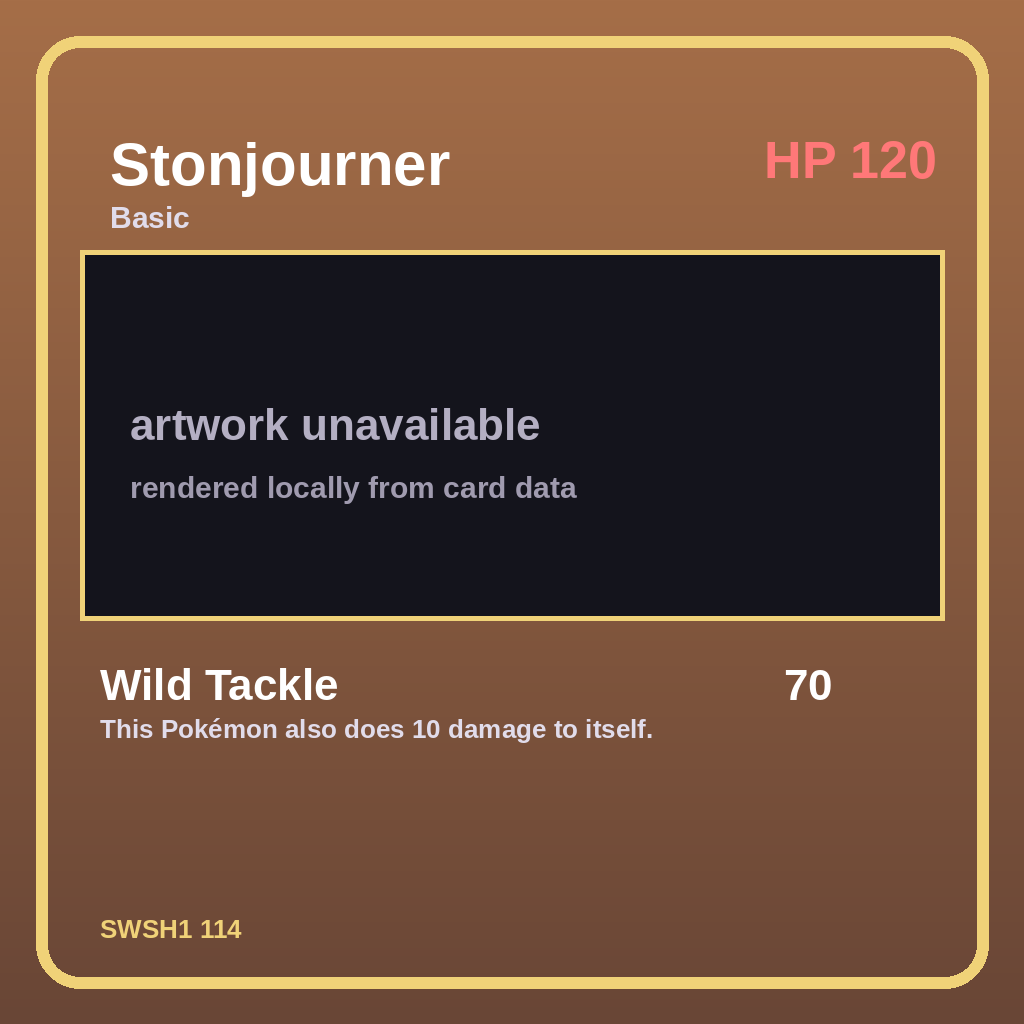 Stonjourner
HP 120
Basic
artwork unavailable
rendered locally from card data
Wild Tackle
70
This Pokémon also does 10 damage to itself.
SWSH1 114